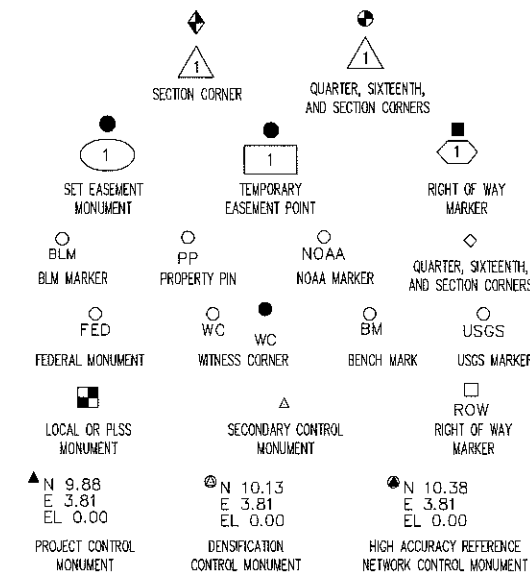 1
1
SECTION CORNER
QUARTER, SIXTEENTH,
AND SECTION CORNERS
1
1
1
SET EASEMENT
MONUMENT
TEMPORARY
EASEMENT POINT
RIGHT OF WAY
MARKER
BLM
PP
NOAA
BLM MARKER
PROPERTY PIN
NOAA MARKER
QUARTER, SIXTEENTH,
AND SECTION CORNERS
FED
WC
WC
BM
USGS
FEDERAL MONUMENT
WITNESS CORNER
BENCH MARK
USGS MARKER
ROW
LOCAL OR PLSS
MONUMENT
SECONDARY CONTROL
MONUMENT
RIGHT OF WAY
MARKER
N 9.88
E 3.81
EL 0.00
N 10.13
E 3.81
EL 0.00
N 10.38
E 3.81
EL 0.00
PROJECT CONTROL
MONUMENT
DENSIFICATION
CONTROL MONUMENT
HIGH ACCURACY REFERENCE
NETWORK CONTROL MONUMENT